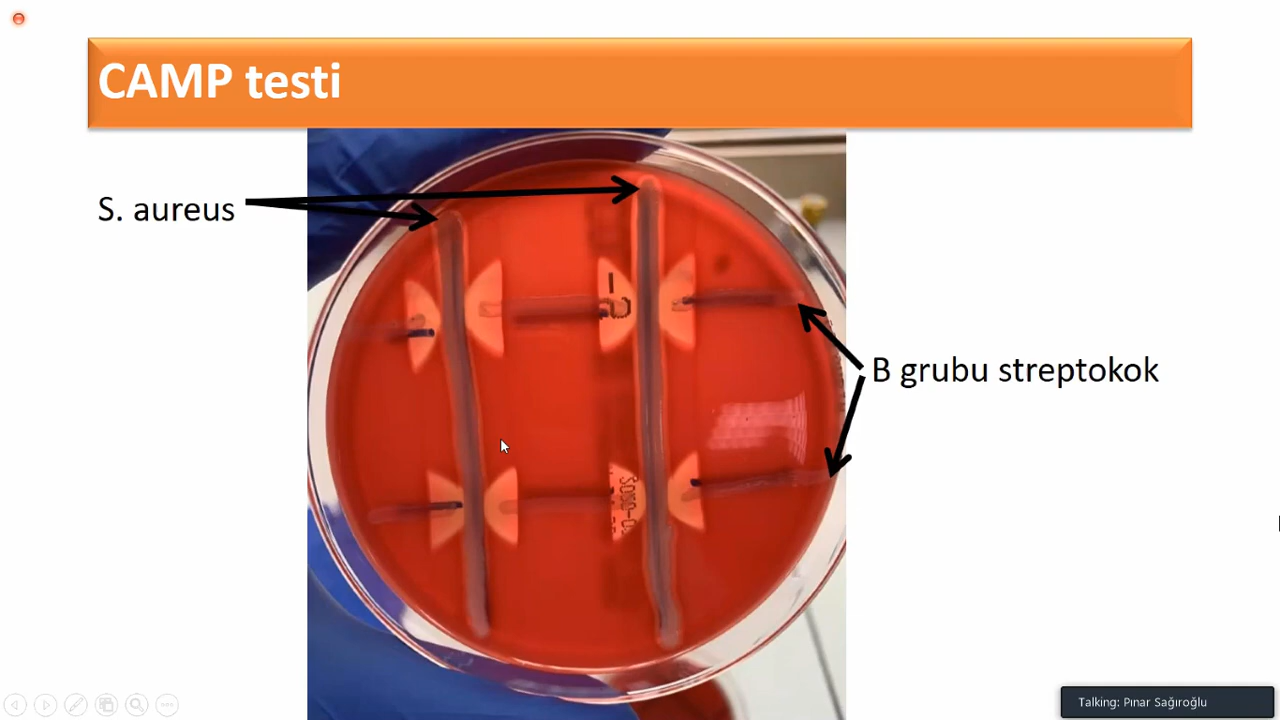 CAMP testi
S. aureus
B grubu streptokok
Talking: Pınar Sağıroğlu